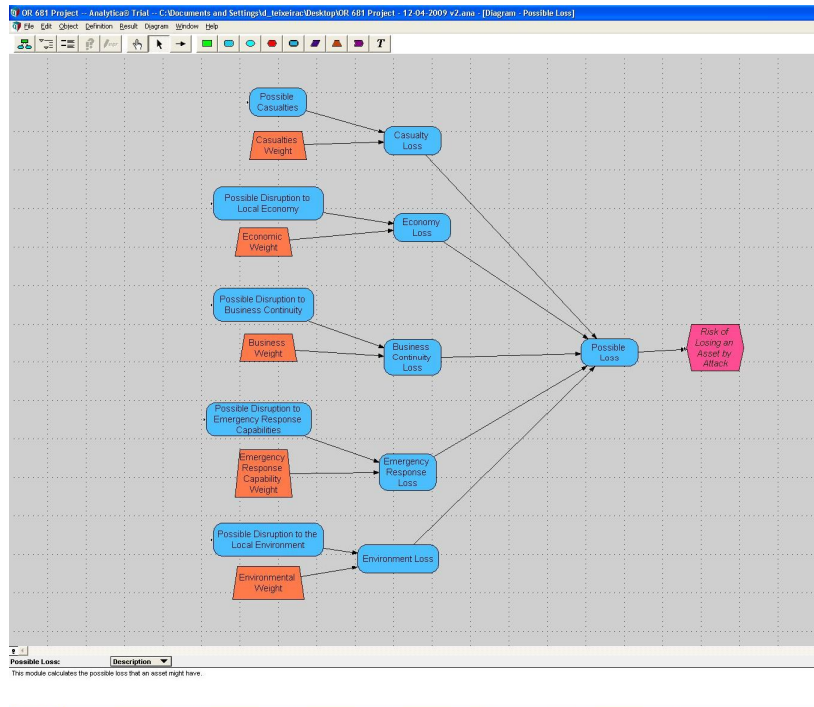 OR 681 Project -- Analytica® Trial -- C:\Documents and Settings\d_teixeirac\Desktop\OR 681 Project - 12-04-2009 v2.ana - [Diagram - Possible Loss]
File Edit Object Definition Result Diagram Window Help
T
Possible
Casualties
Casualties
Weight
Casualty
Loss
Possible Disruption to
Local Economy
Economic
Weight
Economy
Loss
Possible Disruption to
Business Continuity
Business
Weight
Business
Continuity
Loss
Possible
Loss
Risk of
Losing an
Asset by
Attack
Possible Disruption to
Emergency Response
Capabilities
Emergency
Response
Capability
Weight
Emergency
Response
Loss
Possible Disruption to the
Local Environment
Environmental
Weight
Environment Loss
Possible Loss: Description
This module calculates the possible loss that an asset might have.